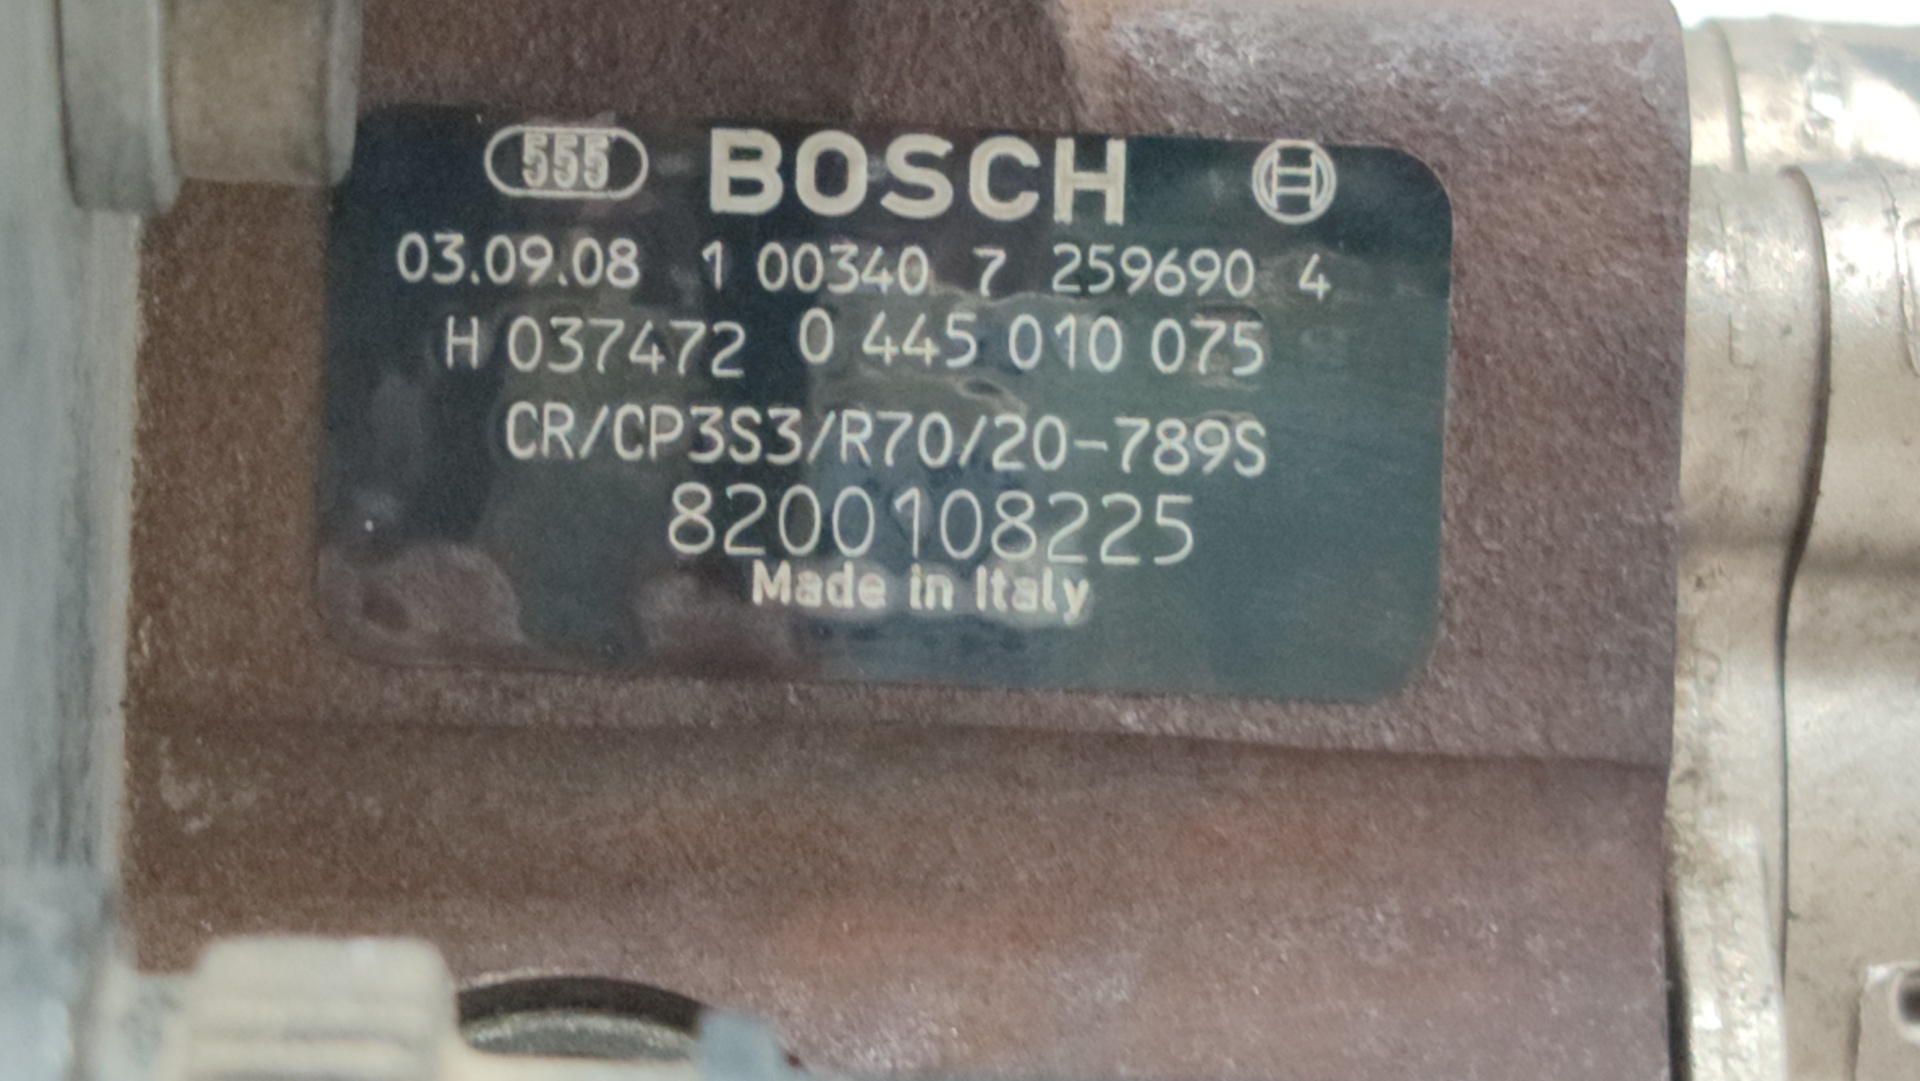 555 BOSCH
03.09.08 1 00340 7 259690 4
H 037472 0 445 010 075
CR/CP3S3/R70/20-789S
8200108225
Made in Italy